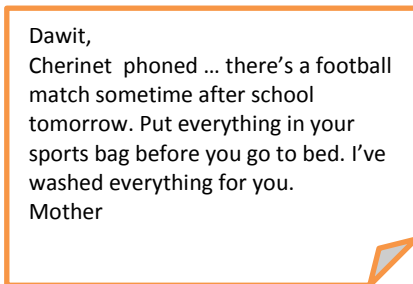 Dawit,
Cherinet  phoned … there’s a football
match sometime after school
tomorrow. Put everything in your
sports bag before you go to bed. I’ve
washed everything for you.
Mother